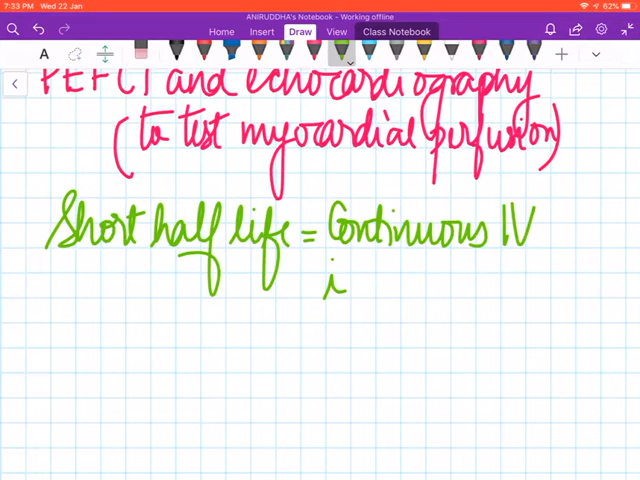 7:33 PM Wed 22 Jan
ANIRUDDHA's Notebook - Working offline
62%
Home Insert Draw View Class Notebook
A
and echocardiography
(to test myocardial perfusion)
Short half life = Continuous IV
i